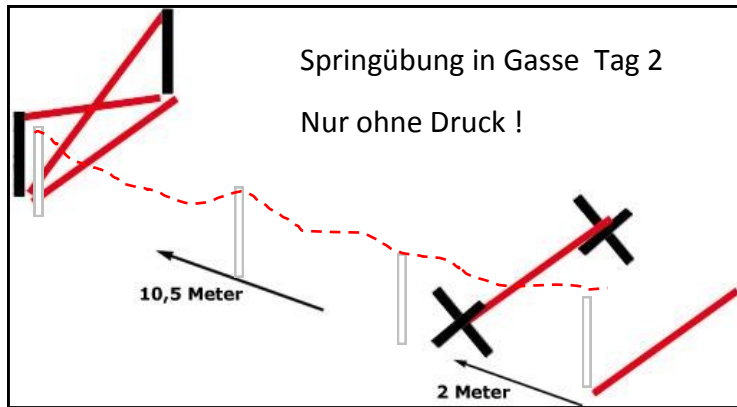 Springübung in Gasse  Tag 2
Nur ohne Druck !
10,5 Meter
2 Meter